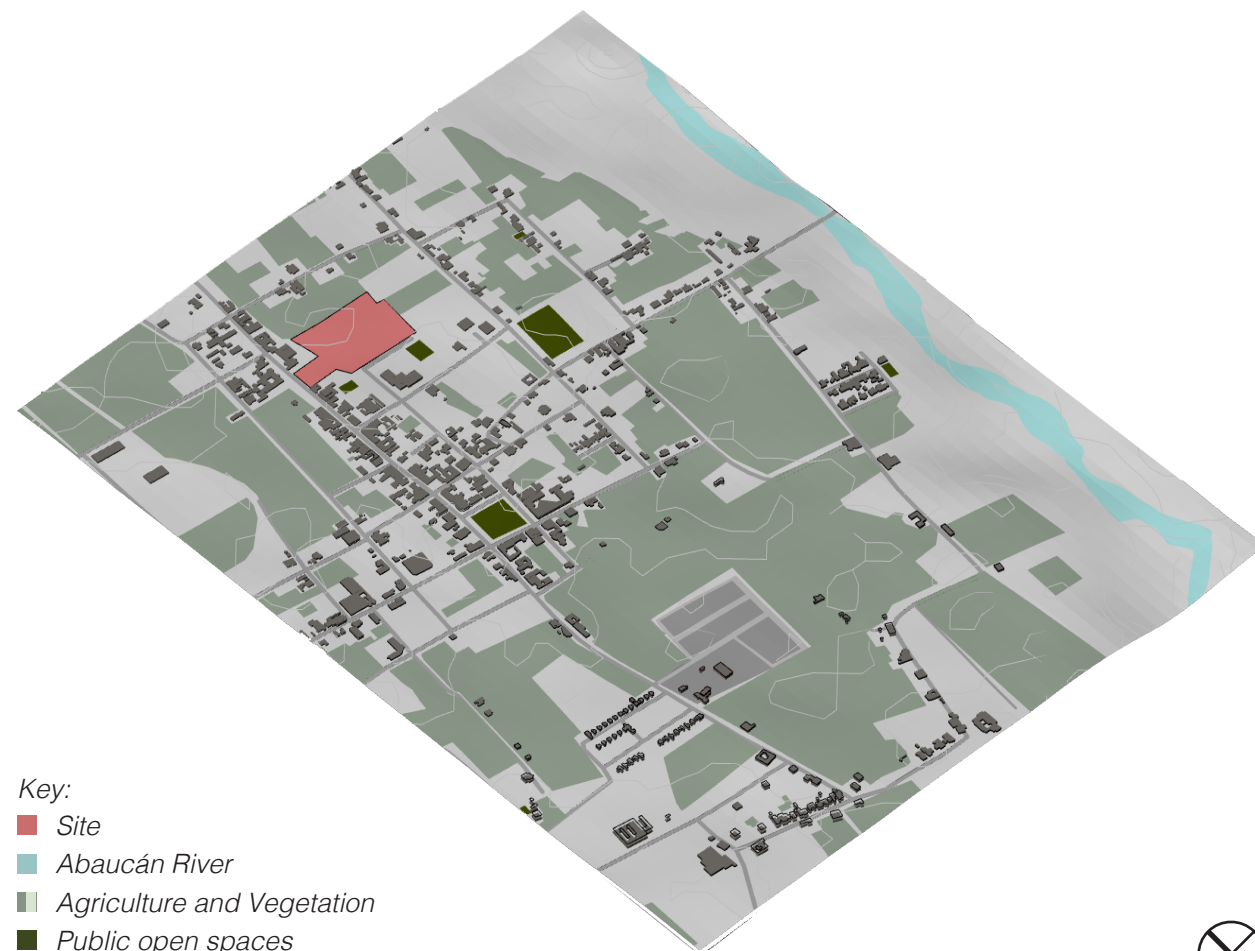 Key:
Site
Abaucán River
Agriculture and Vegetation
Public open spaces